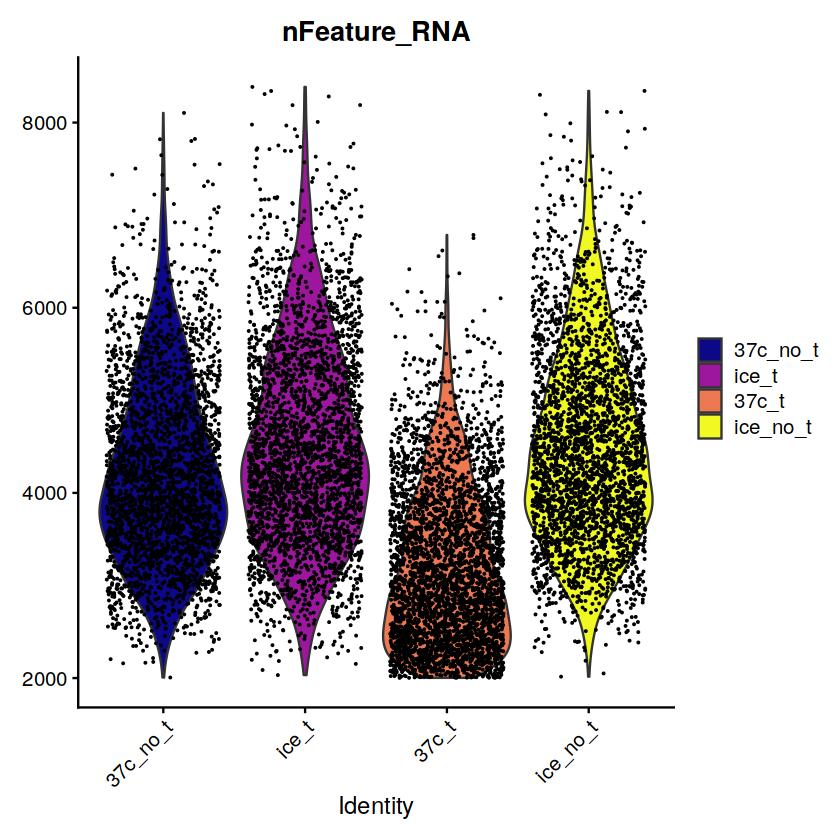 nFeature_RNA
8000
6000
4000
2000
37c_no_t
ice_t
37c_t
ice_no_t
Identity
37c_no_t
ice_t
37c_t
ice_no_t